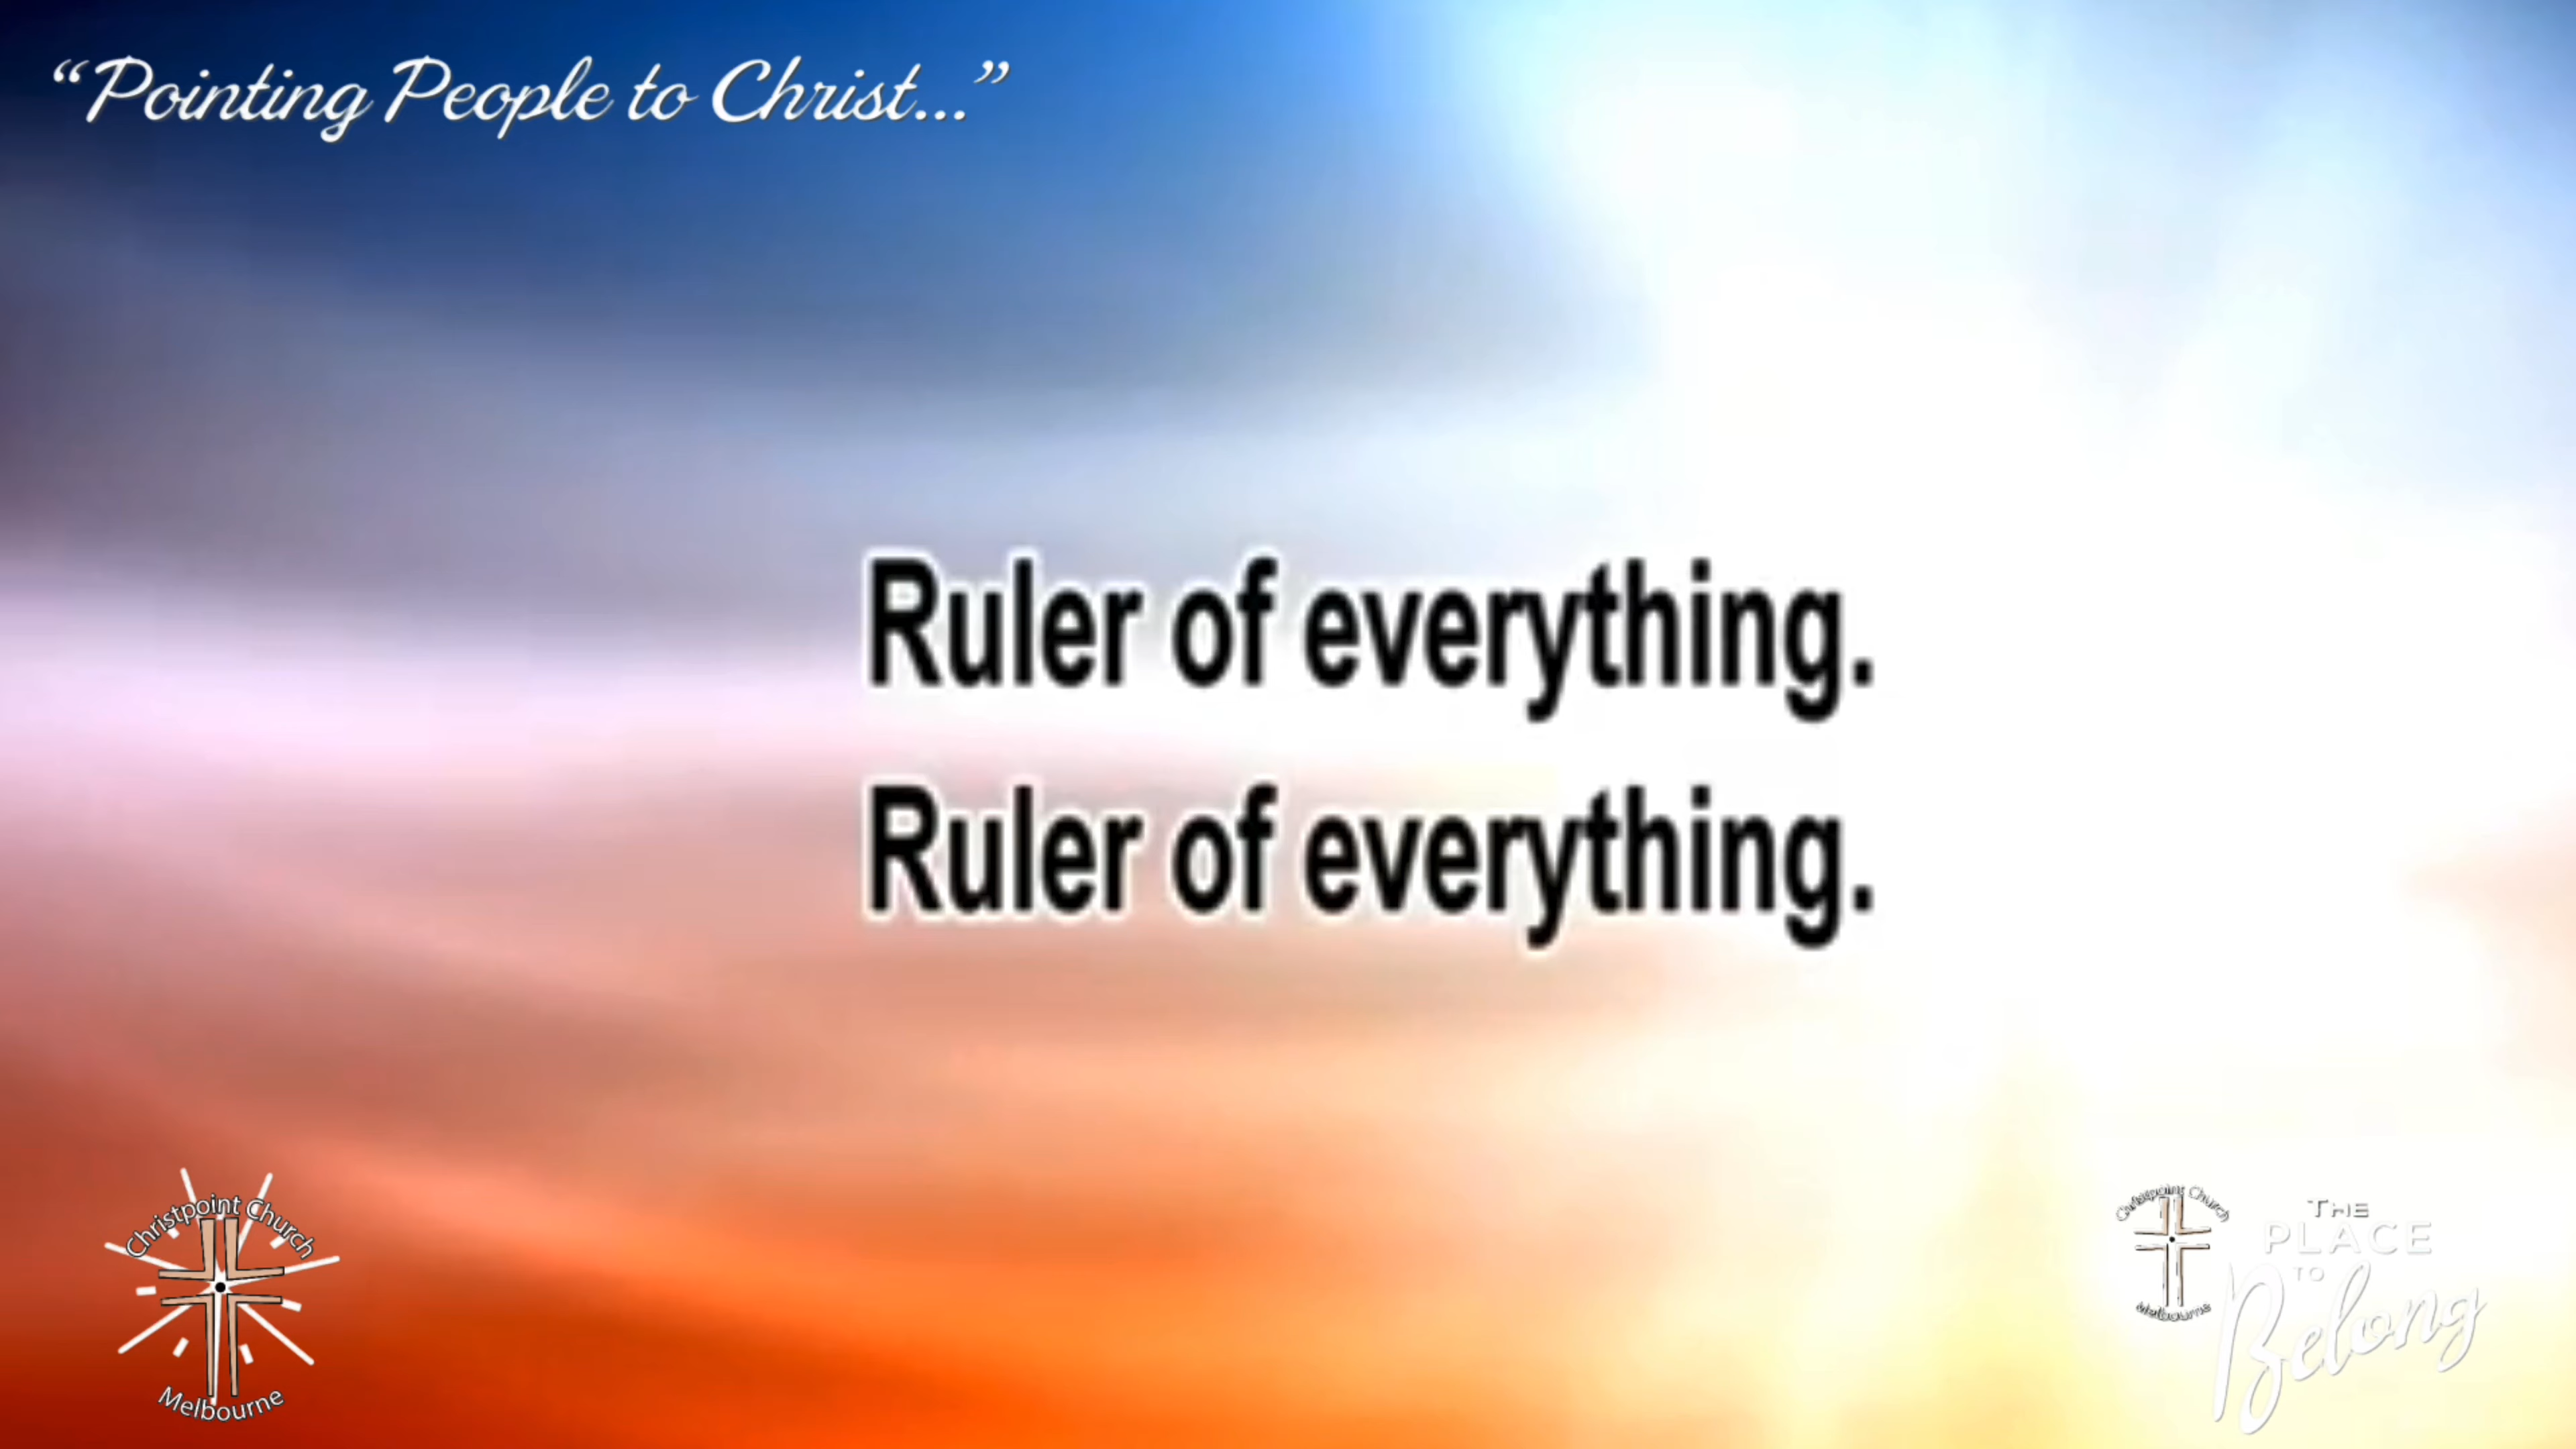 “Pointing People to Christ...”
Ruler of everything.
Ruler of everything.
Christpoint Church
Melbourne
Christpoint Church
Melbourne
THE
PLACE
TO
Belong